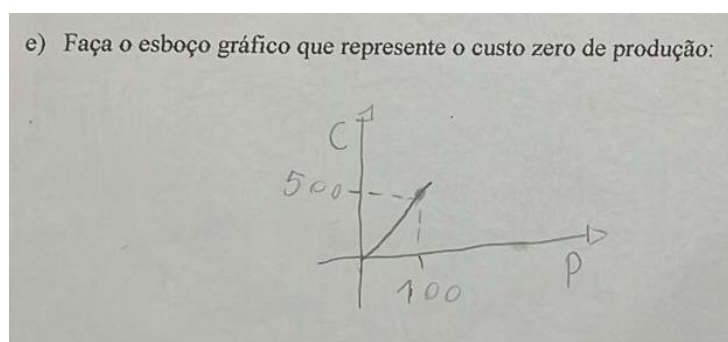 e) Faça o esboço gráfico que represente o custo zero de produção:
C
500
P
100